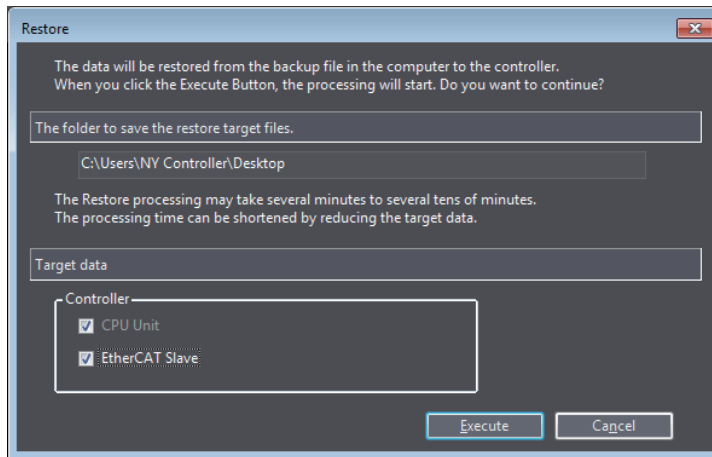 Restore
The data will be restored from the backup file in the computer to the controller.
When you click the Execute Button, the processing will start. Do you want to continue?
The folder to save the restore target files.
C:\Users\NY Controller\Desktop
The Restore processing may take several minutes to several tens of minutes.
The processing time can be shortened by reducing the target data.
Target data
Controller
CPU Unit
EtherCAT Slave
Execute Cancel